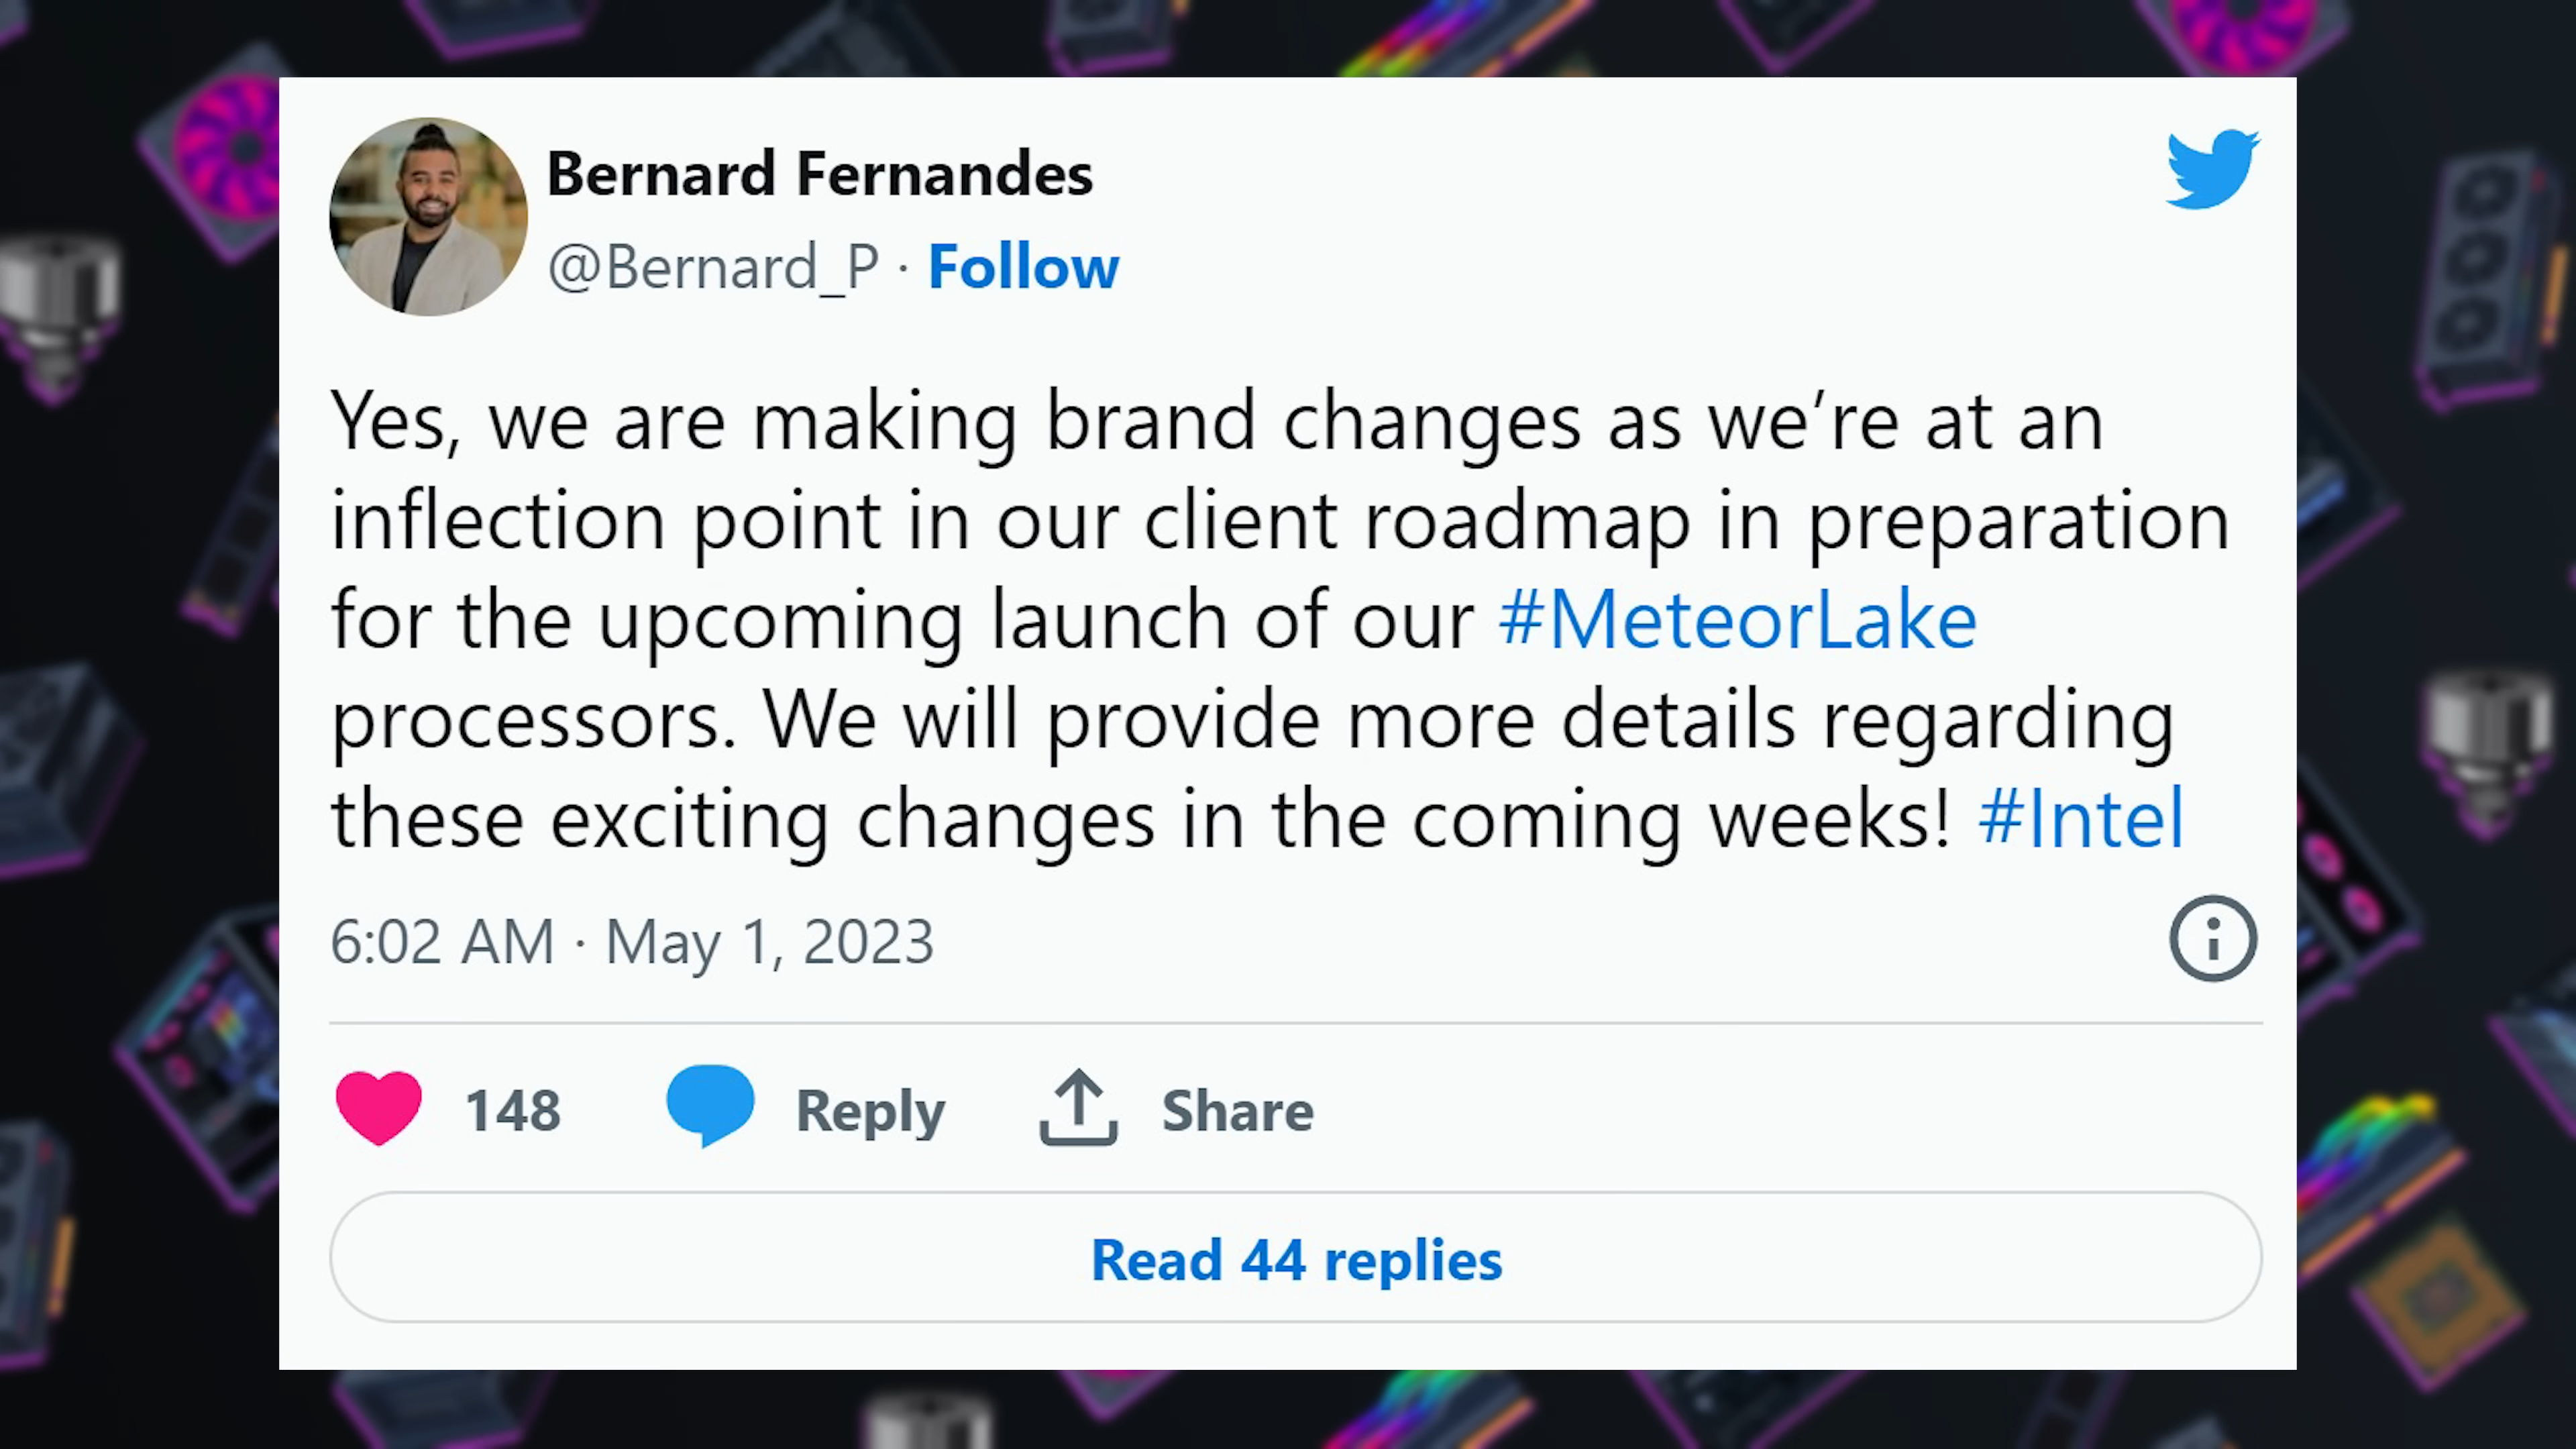 Bernard Fernandes
@Bernard_P · Follow
Yes, we are making brand changes as we’re at an
inflection point in our client roadmap in preparation
for the upcoming launch of our #MeteorLake
processors. We will provide more details regarding
these exciting changes in the coming weeks! #Intel
6:02 AM · May 1, 2023
148 Reply Share
Read 44 replies